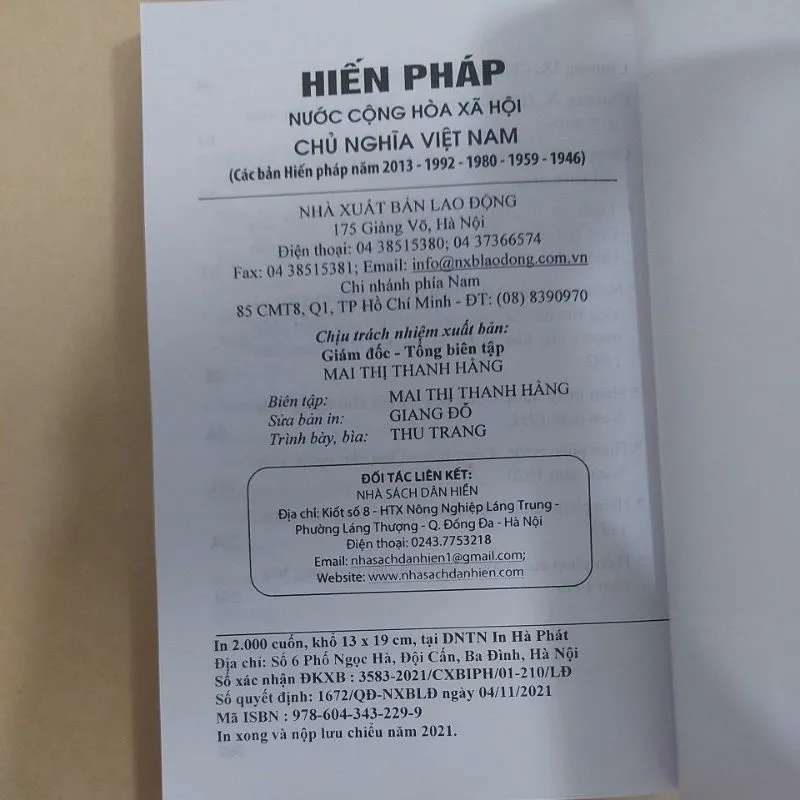 HIẾN PHÁP
NƯỚC CỘNG HÒA XÃ HỘI
CHỦ NGHĨA VIỆT NAM
(Các bản Hiến pháp năm 2013 - 1992 - 1980 - 1959 - 1946)
NHÀ XUẤT BẢN LAO ĐỘNG
175 Giảng Võ, Hà Nội
Điện thoại: 04 38515380; 04 37366574
Fax: 04 38515381; Email: info@nxblaodong.com.vn
Chi nhánh phía Nam
85 CMT8, Q1, TP Hồ Chí Minh - ĐT: (08) 8390970
Chịu trách nhiệm xuất bản:
Giám đốc - Tổng biên tập
MAI THỊ THANH HẰNG
Biên tập: MAI THỊ THANH HẰNG
Sửa bản in: GIANG ĐỖ
Trình bày, bìa: THU TRANG
ĐỐI TÁC LIÊN KẾT:
NHÀ SÁCH DÂN HIỀN
Địa chỉ: Kiốt số 8 - HTX Nông Nghiệp Láng Trung -
Phường Láng Thượng - Q. Đống Đa - Hà Nội
Điện thoại: 0243.7753218
Email: nhasachdanhien1@gmail.com;
Website: www.nhasachdanhien.com
In 2.000 cuốn, khổ 13 x 19 cm, tại DNTN In Hà Phát
Địa chỉ: Số 6 Phố Ngọc Hà, Đội Cấn, Ba Đình, Hà Nội
Số xác nhận ĐKXB : 3583-2021/CXBIPH/01-210/LĐ
Số quyết định: 1672/QĐ-NXBLĐ ngày 04/11/2021
Mã ISBN : 978-604-343-229-9
In xong và nộp lưu chiểu năm 2021.